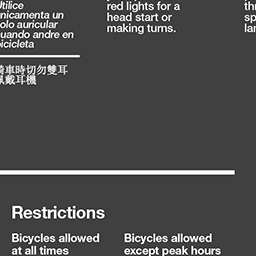 Utilice
únicamenta un
solo auricular
cuando andre en
bicicleta
騎車時切勿雙耳
佩戴耳機
red lights for a
head start or
making turns.
Restrictions
Bicycles allowed
at all times
Bicycles allowed
except peak hours